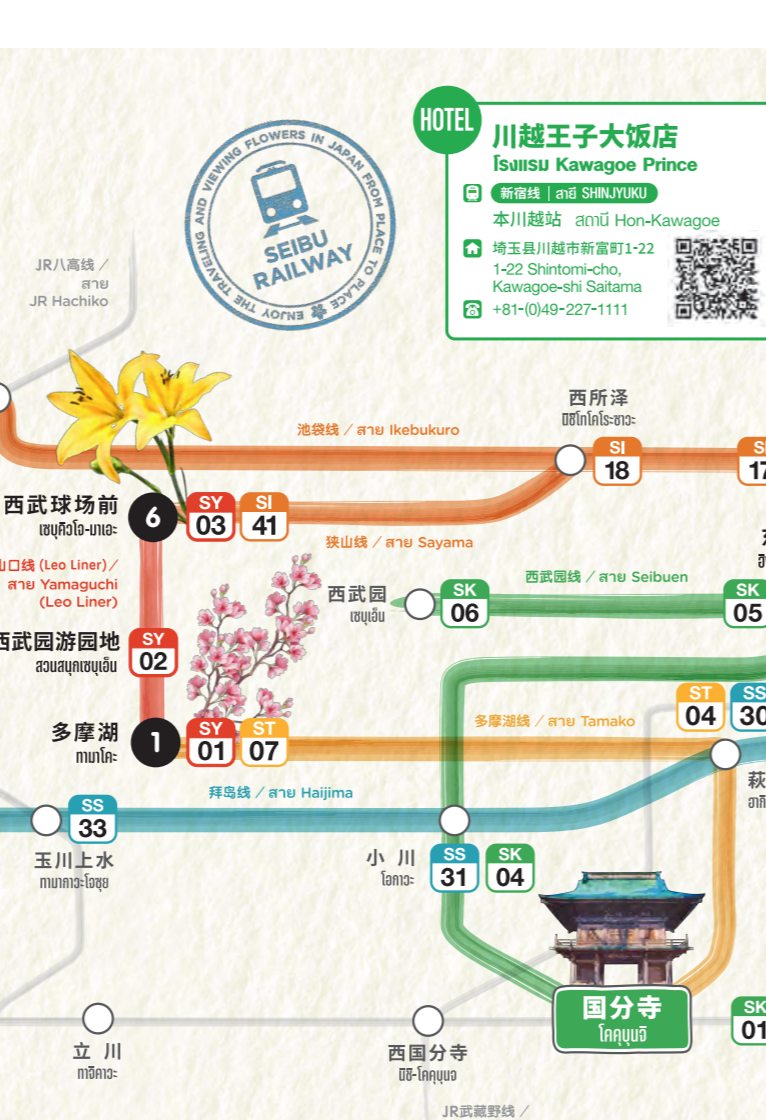 HOTEL
川越王子大饭店
โรงแรม Kawagoe Prince
新宿线 | สาย SHINJYUKU
本川越站 สถานี Hon-Kawagoe
埼玉县川越市新富町1-22
1-22 Shintomi-cho,
Kawagoe-shi Saitama
+81-(0)49-227-1111
ENJOY THE TRAVELING AND VIEWING FLOWERS IN JAPAN FROM PLACE TO PLACE
SEIBU
RAILWAY
JR八高线 /
สาย
JR Hachiko
西所泽
นิชิโทโคโระซาวะ
池袋线 / สาย Ikebukuro
SI
18
SI
17
西武球场前
เซบุคิวโจ-มาเอะ
6
SY
03
SI
41
狭山线 / สาย Sayama
山口线 (Leo Liner) /
สาย Yamaguchi
(Leo Liner)
西武园
เซบุเอ็น
SK
06
西武园线 / สาย Seibuen
SK
05
西武园游园地
สวนสนุกเซบุเอ็น
SY
02
多摩湖
ทามาโคะ
1
SY
01
ST
07
多摩湖线 / สาย Tamako
ST
04
SS
30
萩
拜岛线 / สาย Haijima
SS
33
玉川上水
ทามากาวะโจซุย
小 川
โอกาวะ
SS
31
SK
04
国分寺
โคคุบุนจิ
SK
01
立 川
ทาจิคาวะ
西国分寺
นิชิ-โคคุบุนจิ
JR武藏野线 /